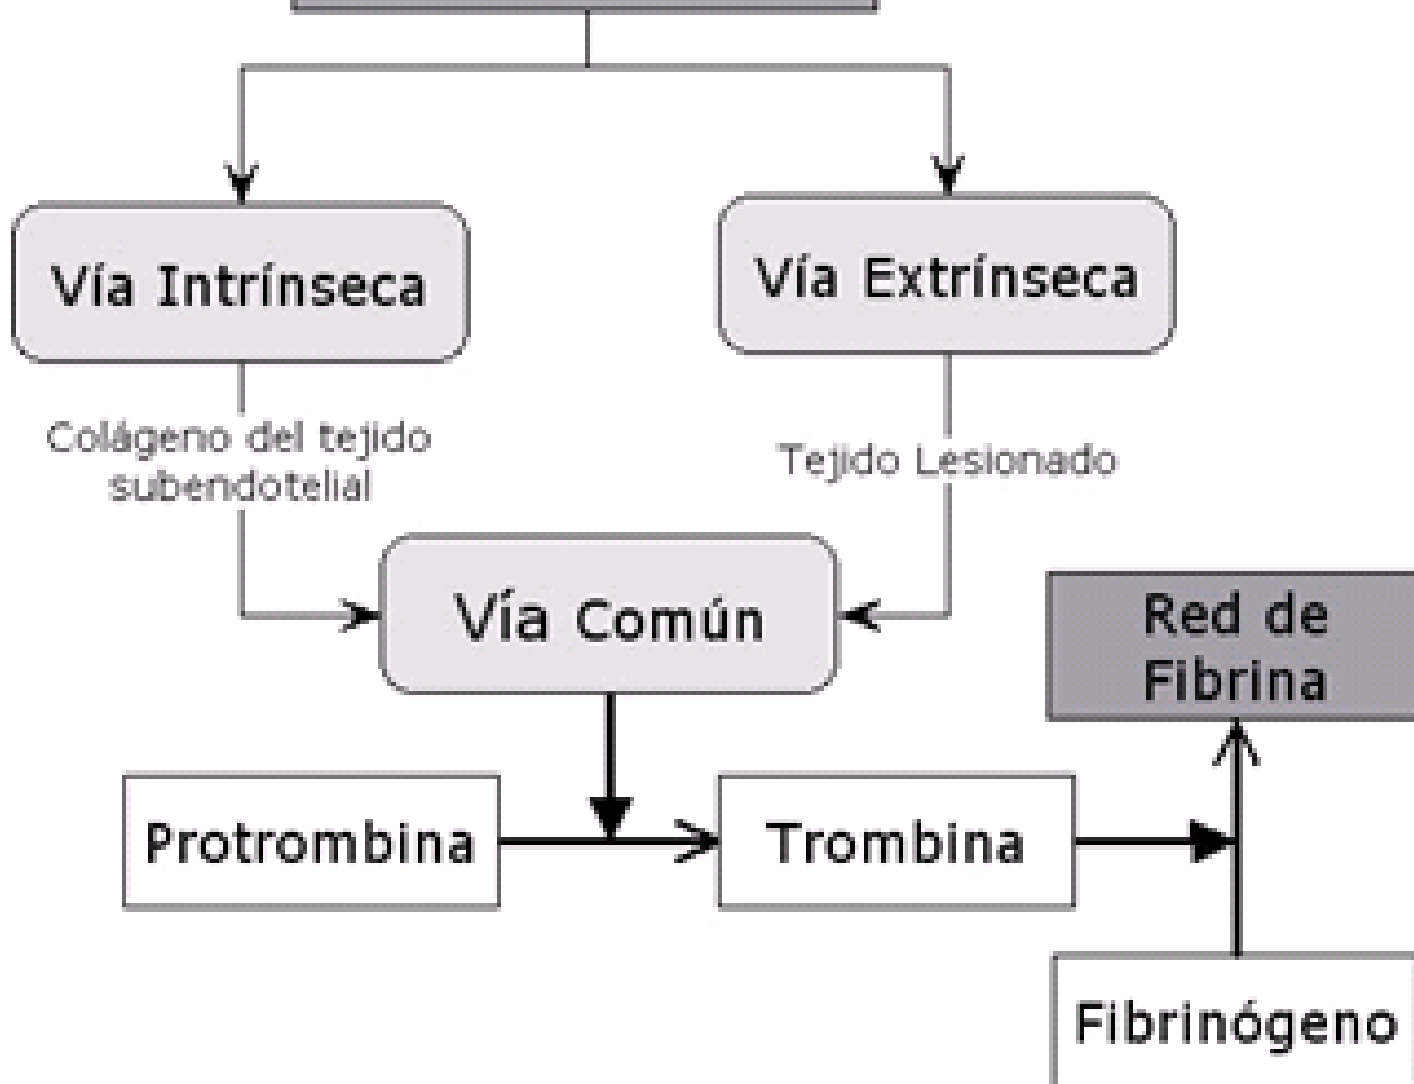 Vía Intrínseca
Vía Extrínseca
Colágeno del tejido
subendotelial
Tejido Lesionado
Vía Común
Red de
Fibrina
Protrombina
Trombina
Fibrinógeno